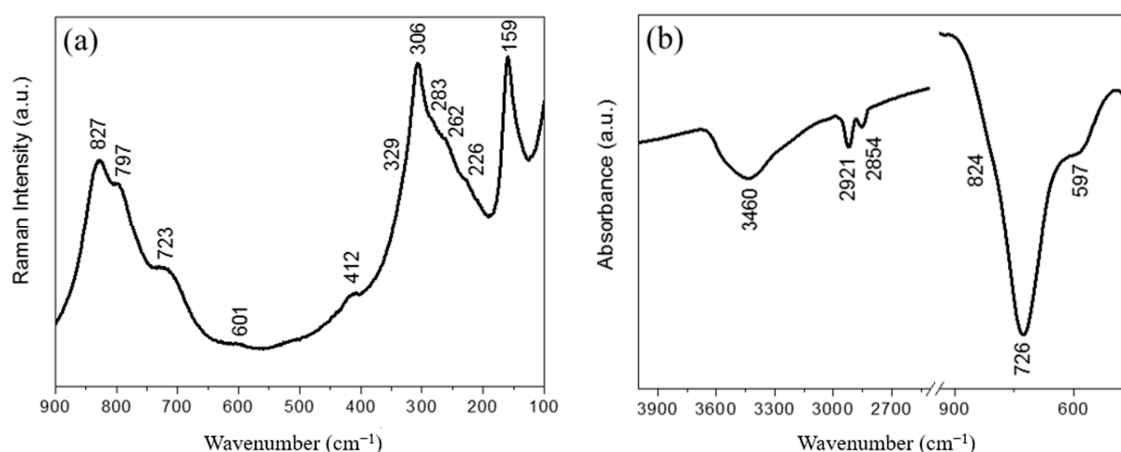 (a)
Raman Intensity (a.u.)
827
797
723
601
412
329
306
283
262
226
159
900 800 700 600 500 400 300 200 100
Wavenumber (cm−1)
(b)
Absorbance (a.u.)
3460
2921
2854
824
726
597
3900 3600 3300 3000 2700 900 600
Wavenumber (cm−1)